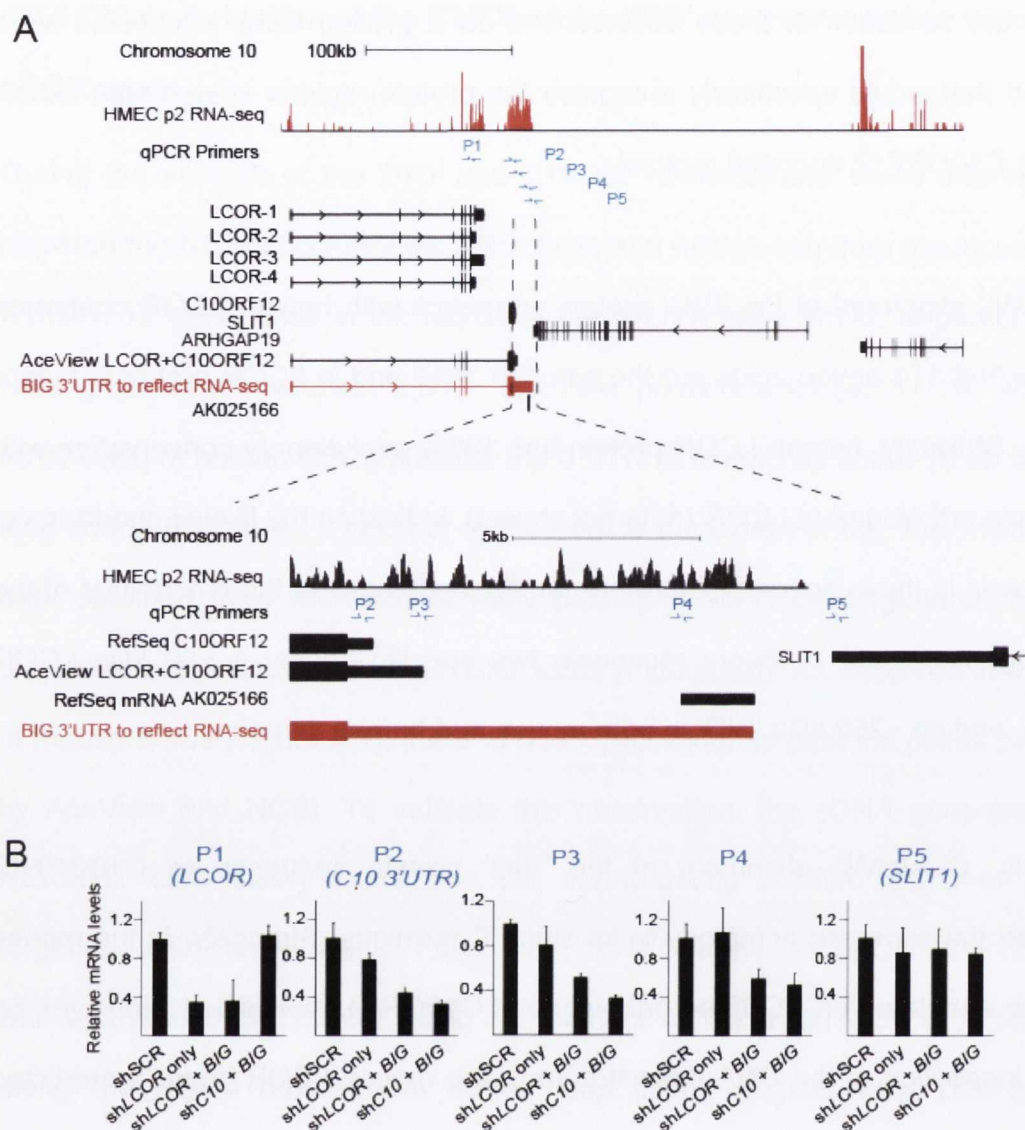 A
Chromosome 10 100kb
HMEC p2 RNA-seq
qPCR Primers P1 P2
P3
P4
P5
LCOR-1
LCOR-2
LCOR-3
LCOR-4
C10ORF12
SLIT1
ARHGAP19
AceView LCOR+C10ORF12
BIG 3'UTR to reflect RNA-seq
AK025166
Chromosome 10 5kb
HMEC p2 RNA-seq
qPCR Primers P2 P3 P4 P5
RefSeq C10ORF12 SLIT1
AceView LCOR+C10ORF12
RefSeq mRNA AK025166
BIG 3'UTR to reflect RNA-seq
B
P1 P2 P3 P4 P5
(LCOR) (C10 3'UTR) (SLIT1)
Relative mRNA levels
1.2 1.2 1.2 1.2 1.2
0.8 0.8 0.8 0.8 0.8
0.4 0.4 0.4 0.4 0.4
shSCR shLCOR only shLCOR + BIG shC10 + BIG
shSCR shLCOR only shLCOR + BIG shC10 + BIG
shSCR shLCOR only shLCOR + BIG shC10 + BIG
shSCR shLCOR only shLCOR + BIG shC10 + BIG
shSCR shLCOR only shLCOR + BIG shC10 + BIG